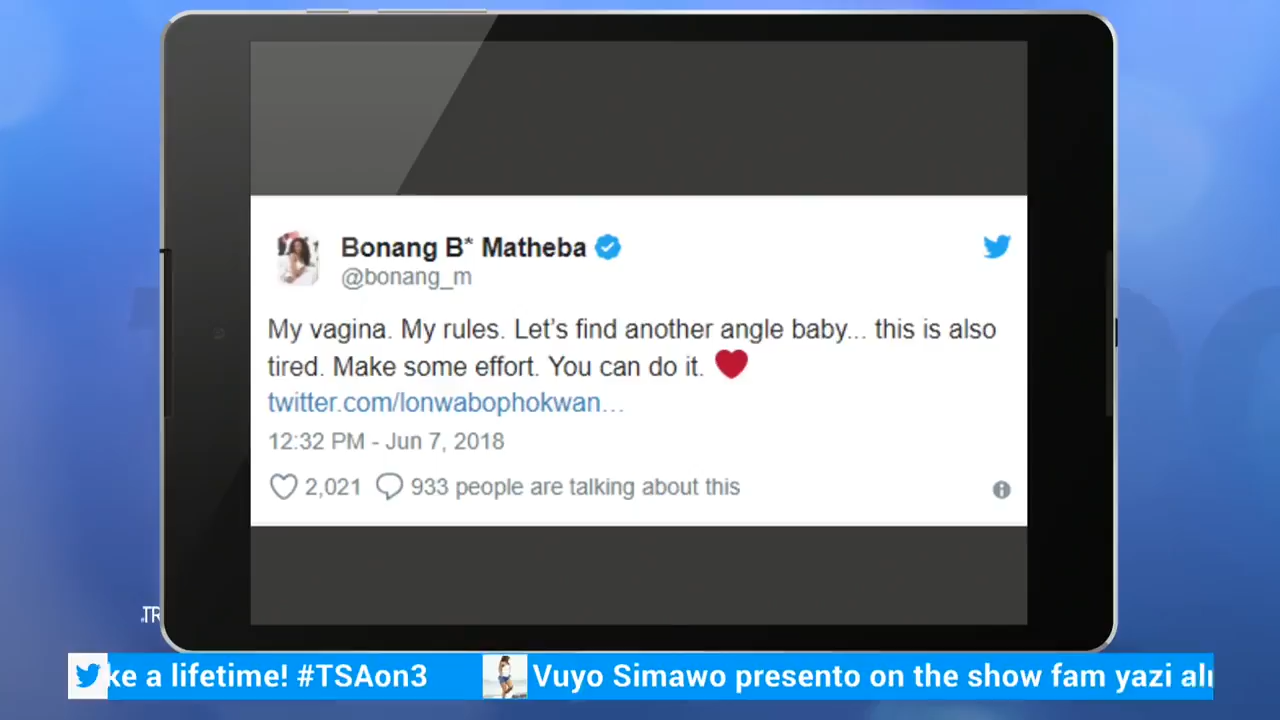 Bonang B* Matheba
@bonang_m
My vagina. My rules. Let’s find another angle baby... this is also
tired. Make some effort. You can do it. ❤
twitter.com/lonwabophokwan…
12:32 PM - Jun 7, 2018
2,021 933 people are talking about this
TR
ke a lifetime! #TSAon3 Vuyo Simawo presento on the show fam yazi